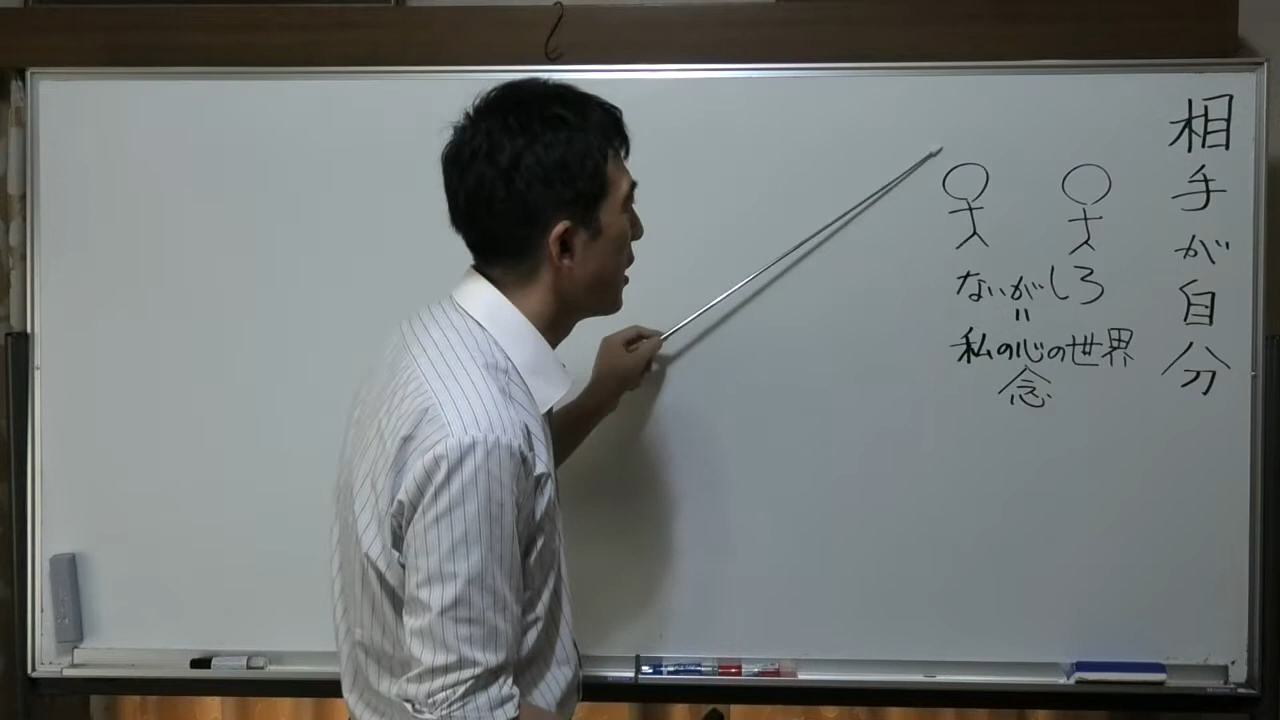 相手が自分
ないがしろ
〃
私の心の世界
念